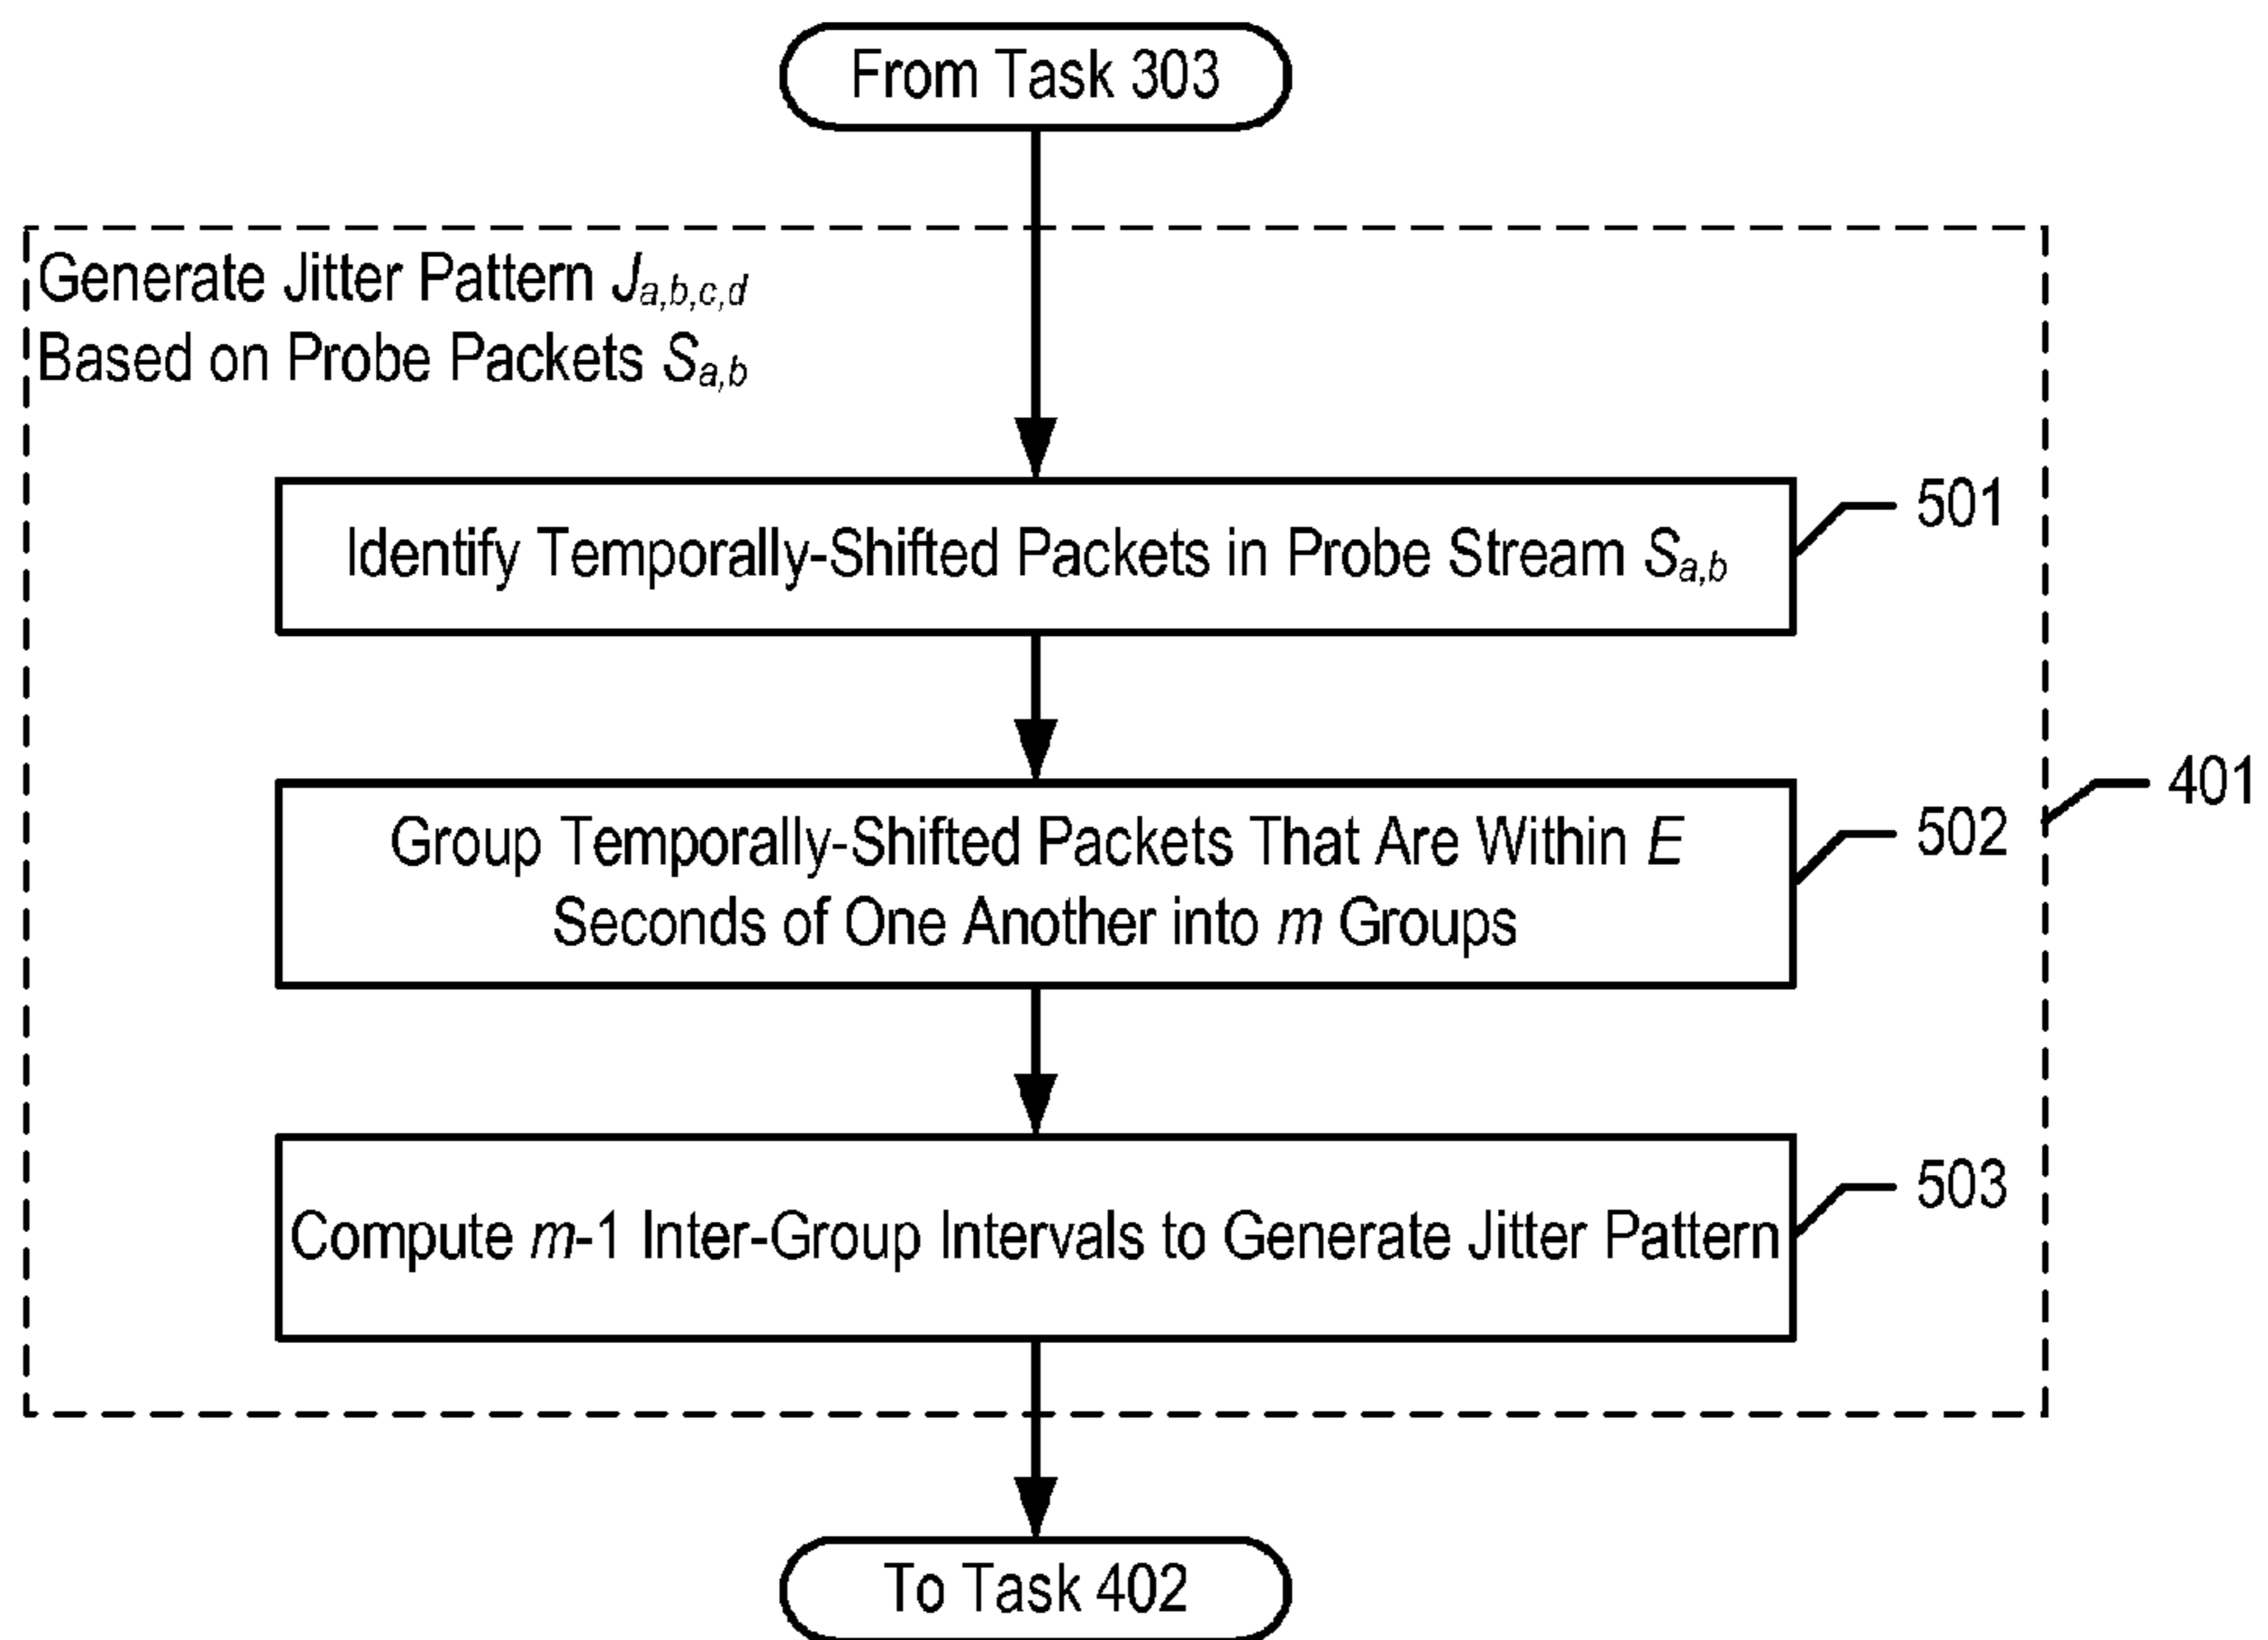 From Task 303
Generate Jitter Pattern Ja,b,c,d
Based on Probe Packets Sa,b
Identify Temporally-Shifted Packets in Probe Stream Sa,b
501
Group Temporally-Shifted Packets That Are Within E
Seconds of One Another into m Groups
502
401
Compute m-1 Inter-Group Intervals to Generate Jitter Pattern
503
To Task 402